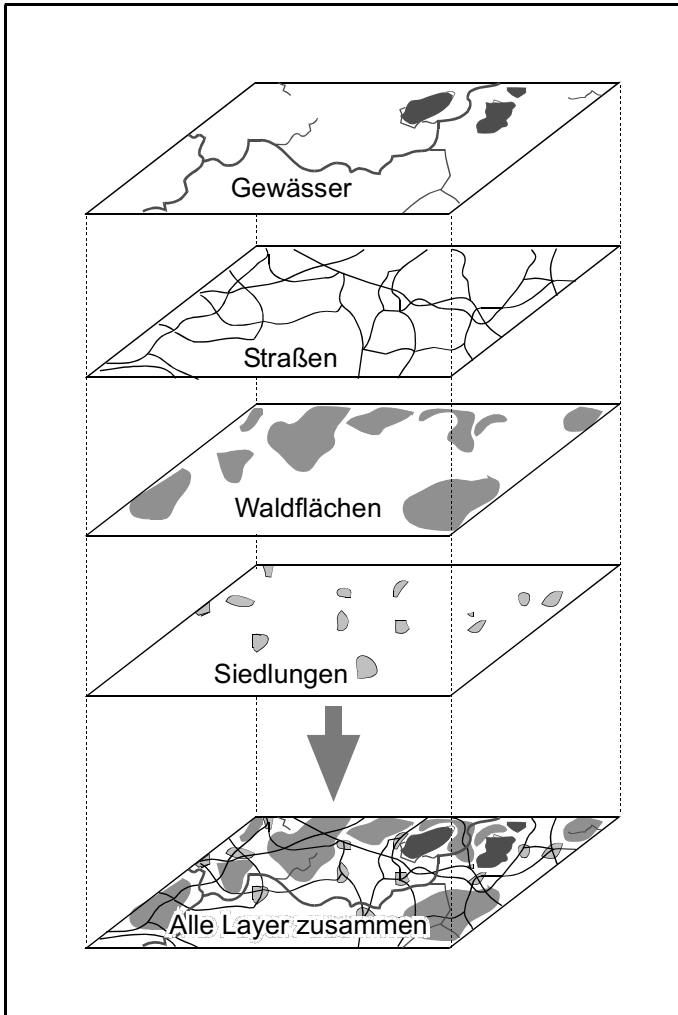 Gewässer
Straßen
Waldflächen
Siedlungen
Alle Layer zusammen